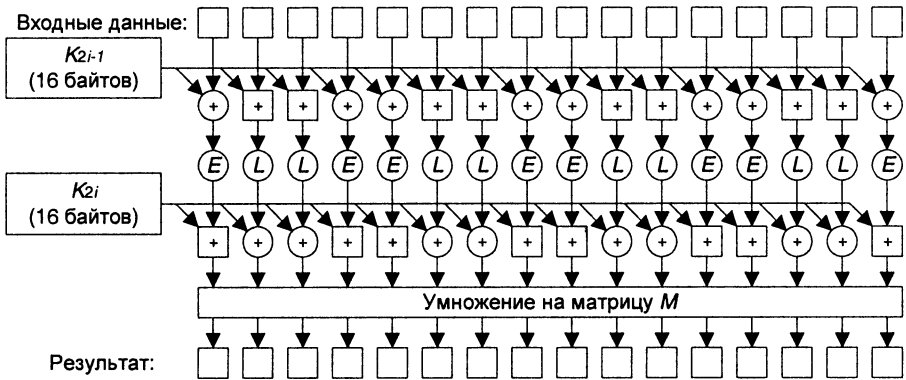 Входные данные:
K2i-1
(16 байтов)
+ + + + + + + + + + + + + + + +
E L L E E L L E E L L E E L L E
K2i
(16 байтов)
+ + + + + + + + + + + + + + + +
Умножение на матрицу M
Результат: